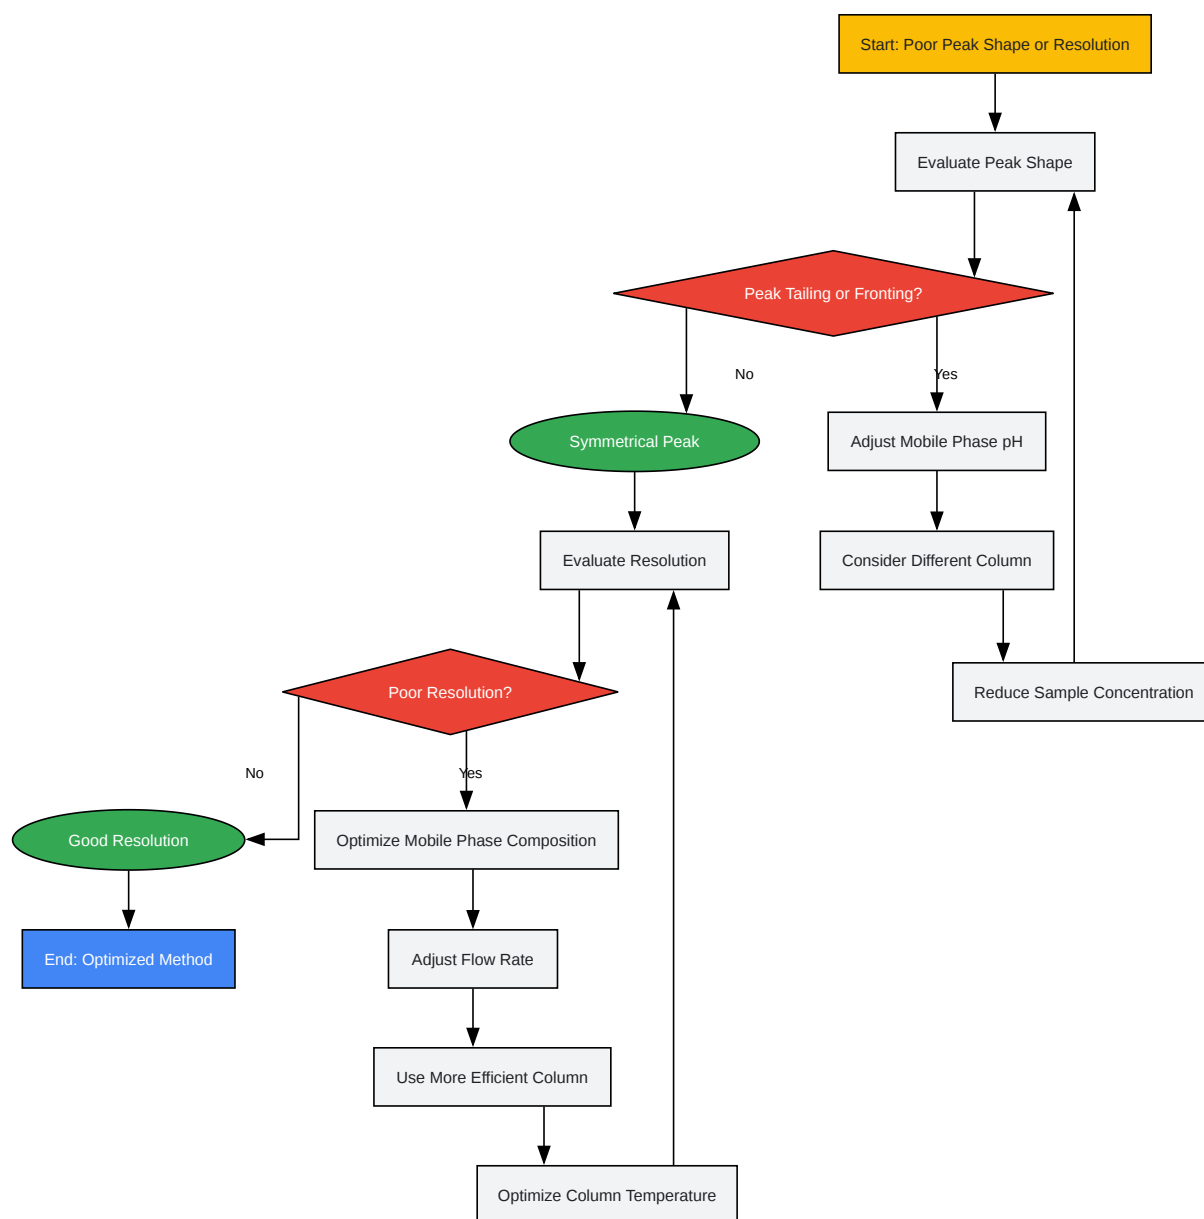 Start: Poor Peak Shape or Resolution
Evaluate Peak Shape
Peak Tailing or Fronting?
No
Yes
Symmetrical Peak
Adjust Mobile Phase pH
Evaluate Resolution
Consider Different Column
Poor Resolution?
Reduce Sample Concentration
No
Yes
Good Resolution
Optimize Mobile Phase Composition
End: Optimized Method
Adjust Flow Rate
Use More Efficient Column
Optimize Column Temperature